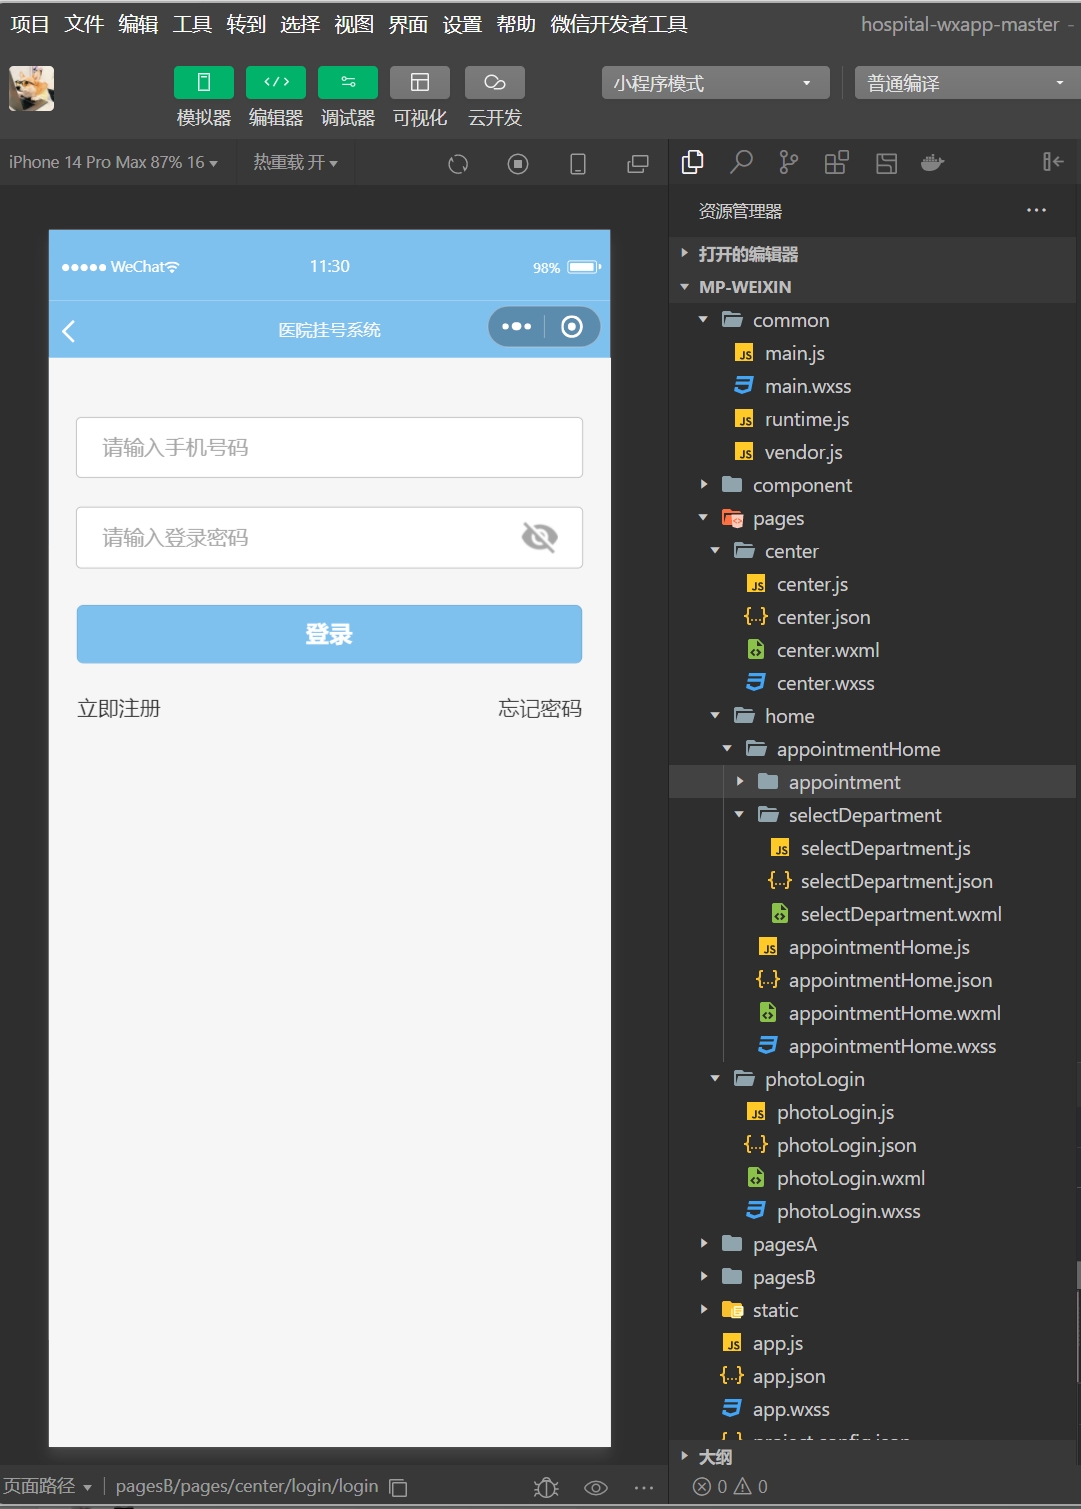 项目 文件 编辑 工具 转到 选择 视图 界面 设置 帮助 微信开发者工具 hospital-wxapp-master -
模拟器 编辑器 调试器 可视化 云开发 小程序模式 普通编译
iPhone 14 Pro Max 87% 16 热重载 开
WeChat 11:30 98%
医院挂号系统
请输入手机号码
请输入登录密码
登录
立即注册 忘记密码
页面路径 pagesB/pages/center/login/login
资源管理器
打开的编辑器
MP-WEIXIN
common
main.js
main.wxss
runtime.js
vendor.js
component
pages
center
center.js
center.json
center.wxml
center.wxss
home
appointmentHome
appointment
selectDepartment
selectDepartment.js
selectDepartment.json
selectDepartment.wxml
appointmentHome.js
appointmentHome.json
appointmentHome.wxml
appointmentHome.wxss
photoLogin
photoLogin.js
photoLogin.json
photoLogin.wxml
photoLogin.wxss
pagesA
pagesB
static
app.js
app.json
app.wxss
project.config.json
大纲
0 0